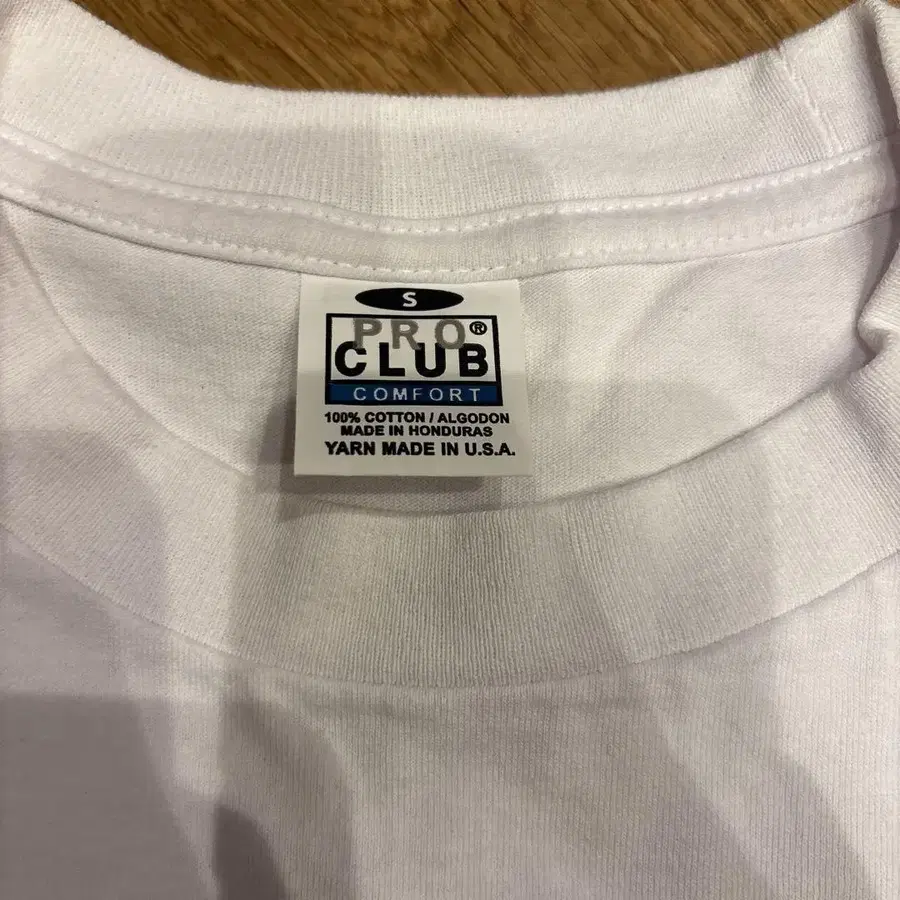 S
PRO®
CLUB
COMFORT
100% COTTON / ALGODON
MADE IN HONDURAS
YARN MADE IN U.S.A.